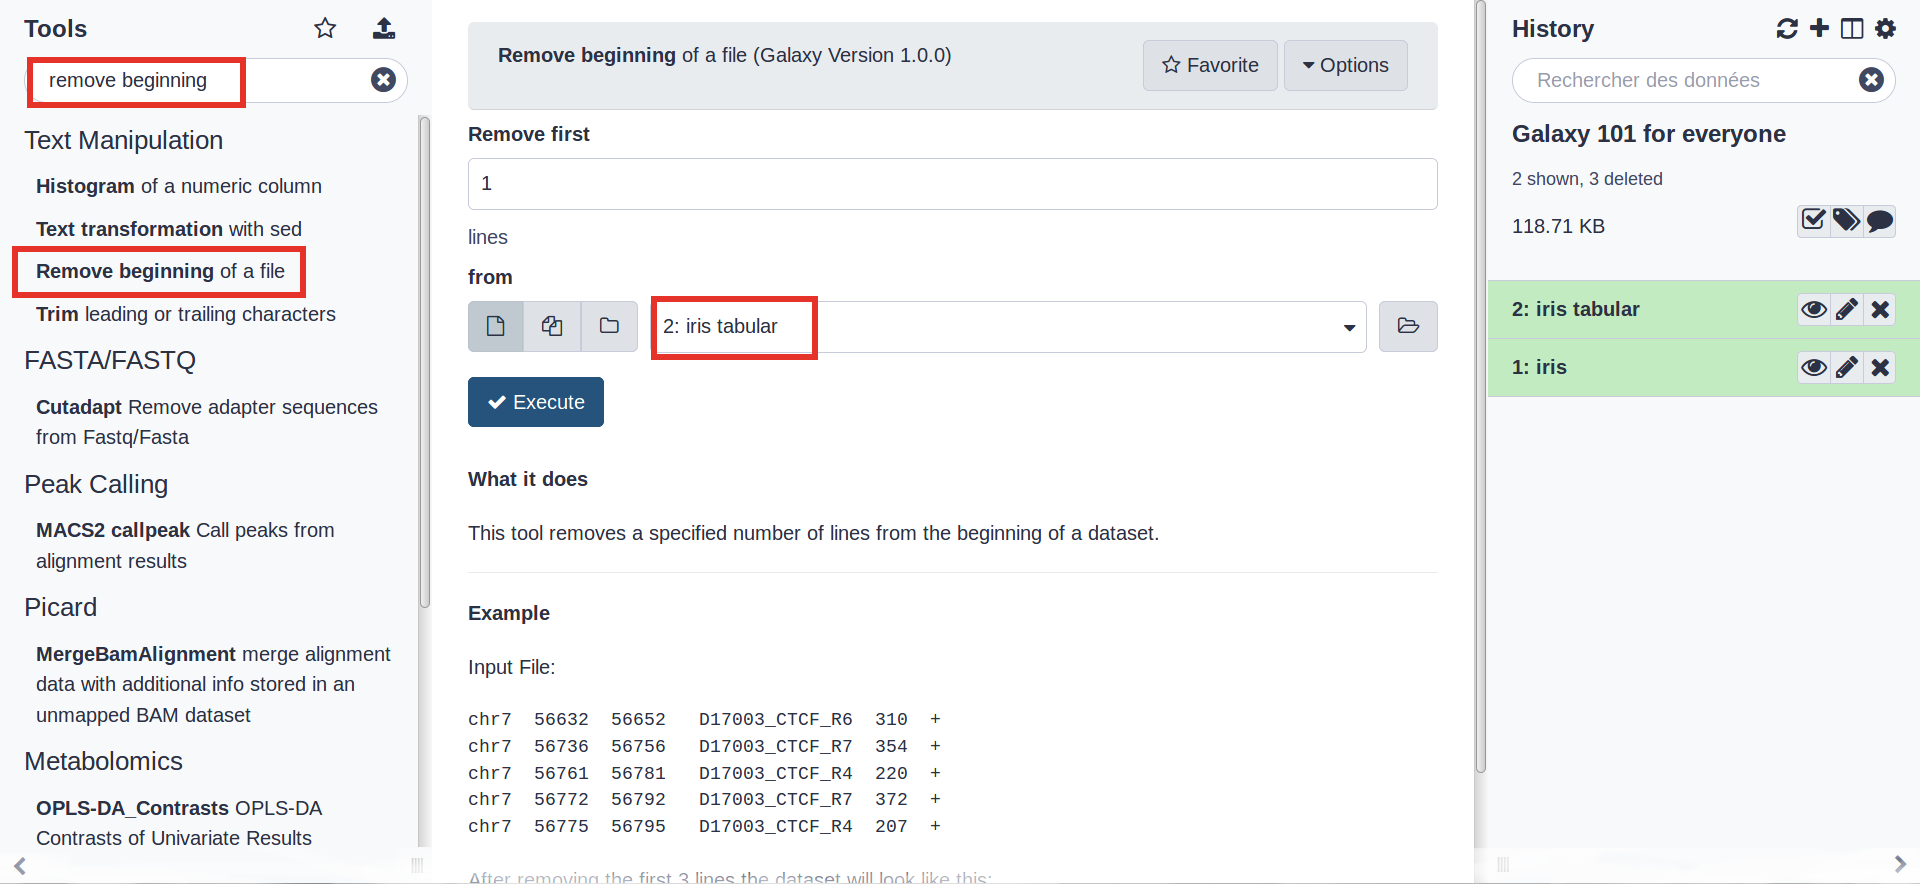 Tools
remove beginning
Text Manipulation
Histogram of a numeric column
Text transformation with sed
Remove beginning of a file
Trim leading or trailing characters
FASTA/FASTQ
Cutadapt Remove adapter sequences
from Fastq/Fasta
Peak Calling
MACS2 callpeak Call peaks from
alignment results
Picard
MergeBamAlignment merge alignment
data with additional info stored in an
unmapped BAM dataset
Metabolomics
OPLS-DA_Contrasts OPLS-DA
Contrasts of Univariate Results
Remove beginning of a file (Galaxy Version 1.0.0)
Favorite
Options
Remove first
1
lines
from
2: iris tabular
Execute
What it does
This tool removes a specified number of lines from the beginning of a dataset.
Example
Input File:
chr7 56632 56652 D17003_CTCF_R6 310 +
chr7 56736 56756 D17003_CTCF_R7 354 +
chr7 56761 56781 D17003_CTCF_R4 220 +
chr7 56772 56792 D17003_CTCF_R7 372 +
chr7 56775 56795 D17003_CTCF_R4 207 +
After removing the first 3 lines the dataset will look like this:
History
Rechercher des données
Galaxy 101 for everyone
2 shown, 3 deleted
118.71 KB
2: iris tabular
1: iris